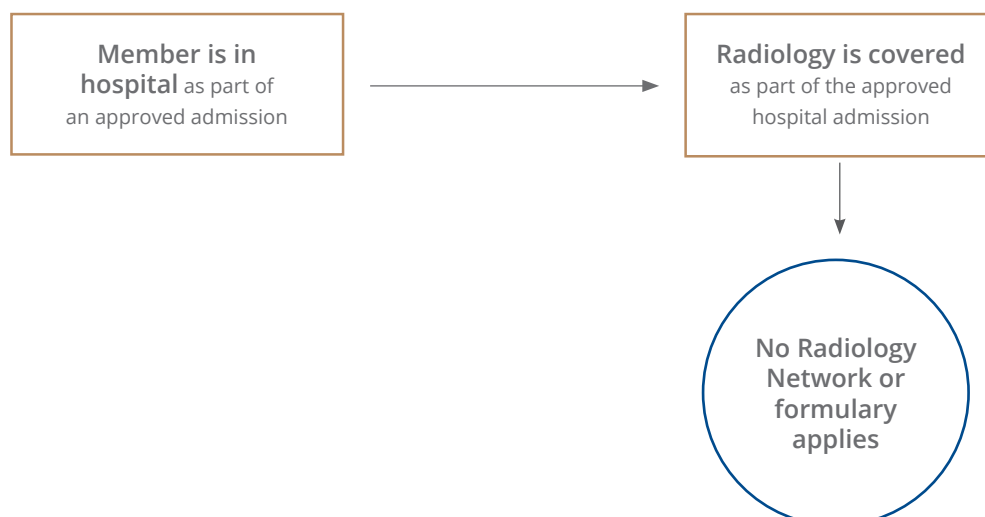 Member is in
hospital as part of
an approved admission
Radiology is covered
as part of the approved
hospital admission
No Radiology
Network or
formulary
applies